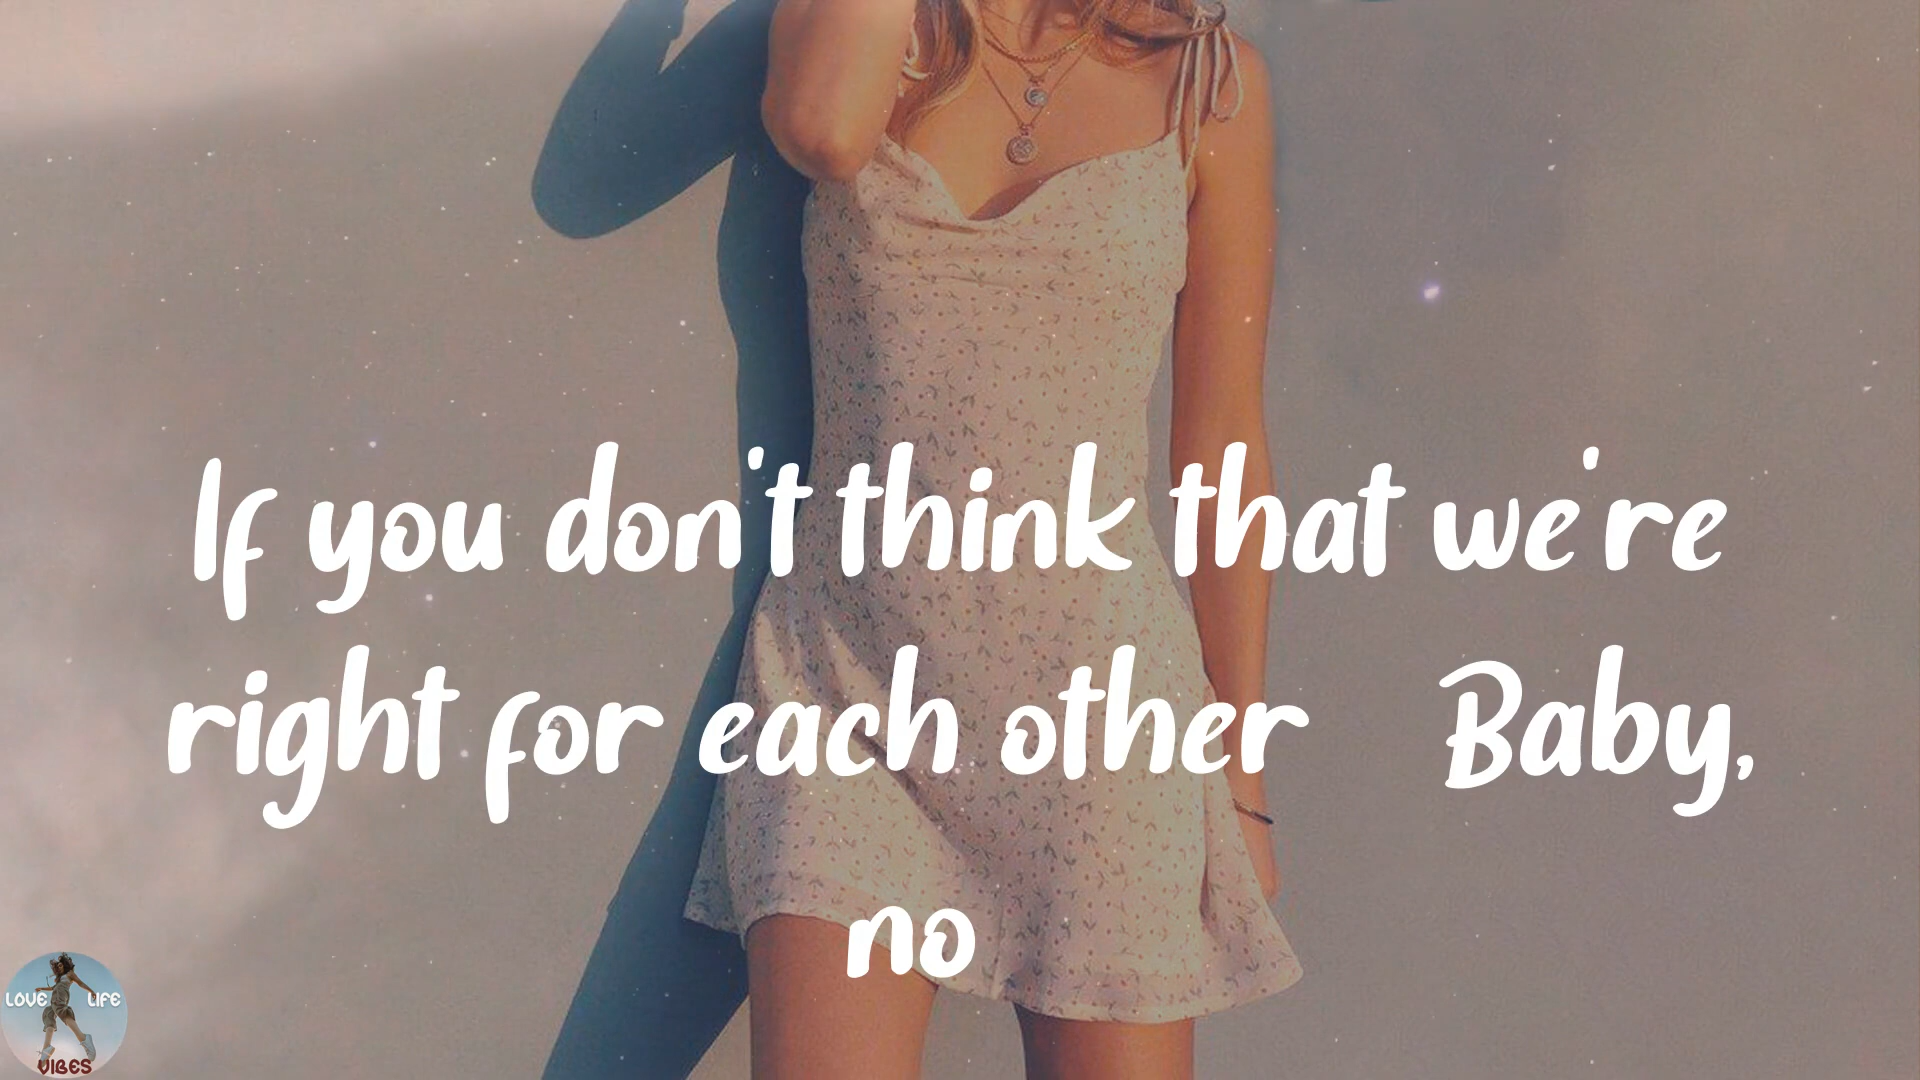 If you don't think that we're
right for each other Baby,
no
LOVE LIFE
VIBES